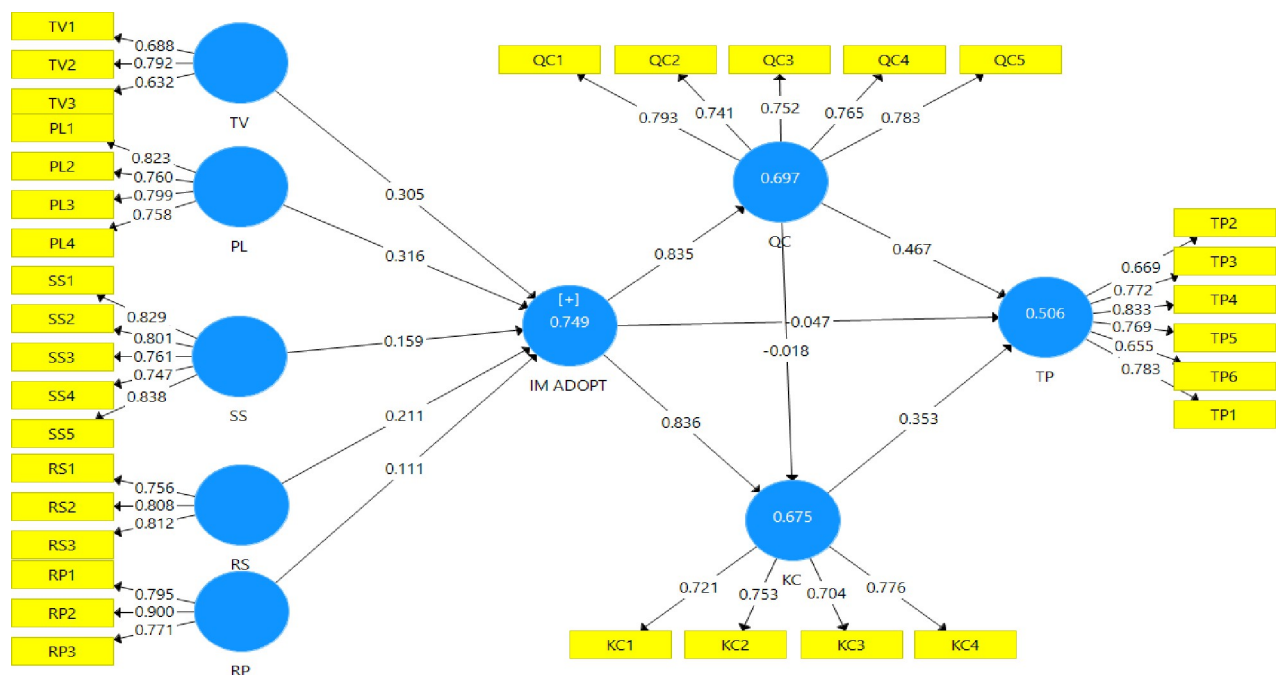 TV1
TV2
TV3
0.688
0.792
0.632
TV
PL1
PL2
PL3
PL4
0.823
0.760
0.799
0.758
PL
SS1
SS2
SS3
SS4
SS5
0.829
0.801
0.761
0.747
0.838
SS
RS1
RS2
RS3
0.756
0.808
0.812
RS
RP1
RP2
RP3
0.795
0.900
0.771
RP
0.305
0.316
0.159
0.211
0.111
[+]
0.749
IM ADOPT
QC1
QC2
QC3
QC4
QC5
0.793
0.741
0.752
0.765
0.783
0.697
QC
0.835
0.467
-0.047
-0.018
0.836
0.353
0.675
KC
0.721
0.753
0.704
0.776
KC1
KC2
KC3
KC4
0.506
TP
0.669
0.772
0.833
0.769
0.655
0.783
TP2
TP3
TP4
TP5
TP6
TP1